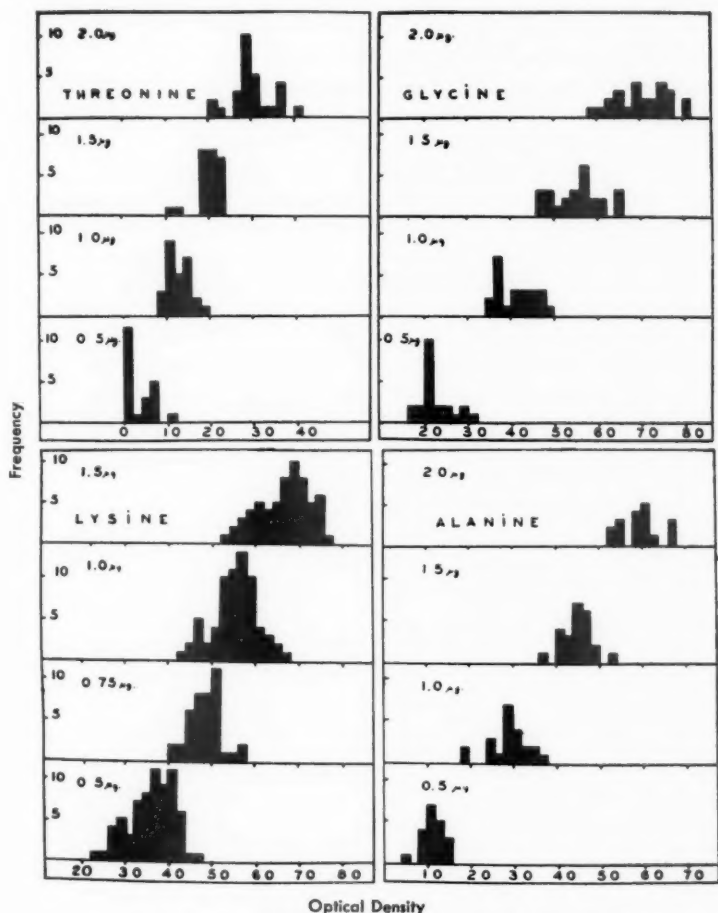 Frequency
10 2.0µg
5
THREONINE
10 1.5µg
5
10 1.0µg
5
10 0.5µg.
5
0 10 20 30 40
2.0µg.
GLYCiNE
1.5µg
1.0µg
0.5µg.
20 30 40 50 60 70 80
10 1.5µg
5
LYSiNE
10 1.0µg
5
10 0.75µg.
5
10 0.5µg.
5
20 30 40 50 60 70 80
2.0µg
ALANiNE
1.5µg
1.0µg
0.5µg
10 20 30 40 50 60 70
Optical Density